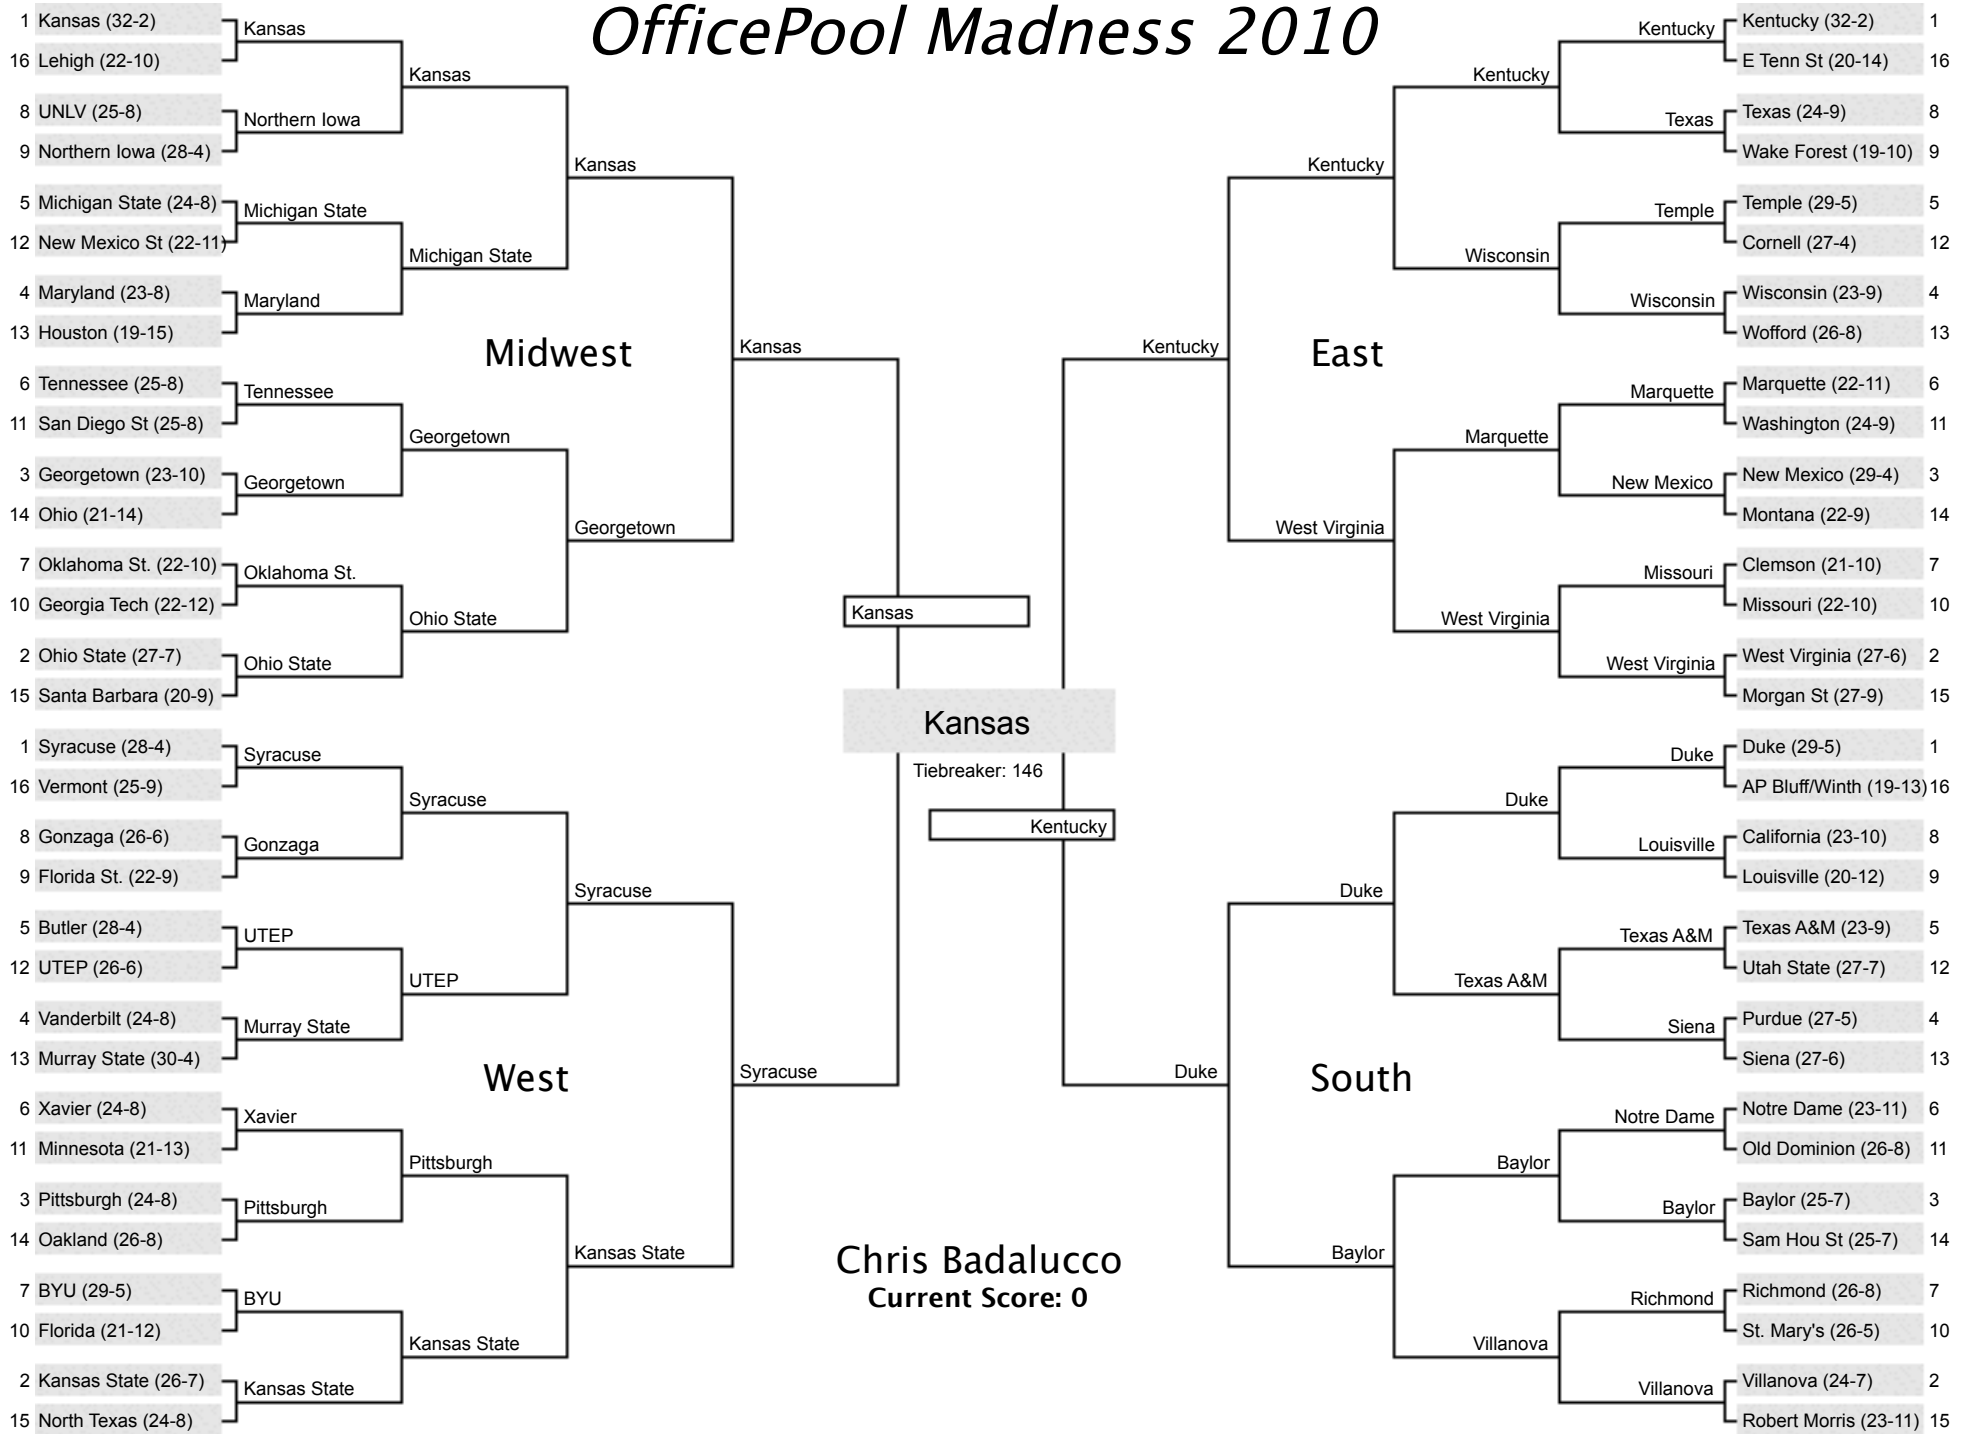 OfficePool Madness 2010
1 Kansas (32-2)
16 Lehigh (22-10)
8 UNLV (25-8)
9 Northern Iowa (28-4)
5 Michigan State (24-8)
12 New Mexico St (22-11)
4 Maryland (23-8)
13 Houston (19-15)
6 Tennessee (25-8)
11 San Diego St (25-8)
3 Georgetown (23-10)
14 Ohio (21-14)
7 Oklahoma St. (22-10)
10 Georgia Tech (22-12)
2 Ohio State (27-7)
15 Santa Barbara (20-9)
Kansas
Northern Iowa
Michigan State
Maryland
Tennessee
Georgetown
Oklahoma St.
Ohio State
Kansas
Michigan State
Georgetown
Ohio State
Kansas
Georgetown
Kansas
Midwest
1 Syracuse (28-4)
16 Vermont (25-9)
8 Gonzaga (26-6)
9 Florida St. (22-9)
5 Butler (28-4)
12 UTEP (26-6)
4 Vanderbilt (24-8)
13 Murray State (30-4)
6 Xavier (24-8)
11 Minnesota (21-13)
3 Pittsburgh (24-8)
14 Oakland (26-8)
7 BYU (29-5)
10 Florida (21-12)
2 Kansas State (26-7)
15 North Texas (24-8)
Syracuse
Gonzaga
UTEP
Murray State
Xavier
Pittsburgh
BYU
Kansas State
Syracuse
UTEP
Pittsburgh
Kansas State
Syracuse
Kansas State
Syracuse
West
Kansas
Kansas
Tiebreaker: 146
Kentucky
Chris Badalucco
Current Score: 0
Kentucky (32-2) 1
E Tenn St (20-14) 16
Texas (24-9) 8
Wake Forest (19-10) 9
Temple (29-5) 5
Cornell (27-4) 12
Wisconsin (23-9) 4
Wofford (26-8) 13
Marquette (22-11) 6
Washington (24-9) 11
New Mexico (29-4) 3
Montana (22-9) 14
Clemson (21-10) 7
Missouri (22-10) 10
West Virginia (27-6) 2
Morgan St (27-9) 15
Kentucky
Texas
Temple
Wisconsin
Marquette
New Mexico
Missouri
West Virginia
Kentucky
Wisconsin
Marquette
West Virginia
Kentucky
West Virginia
Kentucky
East
Duke (29-5) 1
AP Bluff/Winth (19-13) 16
California (23-10) 8
Louisville (20-12) 9
Texas A&M (23-9) 5
Utah State (27-7) 12
Purdue (27-5) 4
Siena (27-6) 13
Notre Dame (23-11) 6
Old Dominion (26-8) 11
Baylor (25-7) 3
Sam Hou St (25-7) 14
Richmond (26-8) 7
St. Mary's (26-5) 10
Villanova (24-7) 2
Robert Morris (23-11) 15
Duke
Louisville
Texas A&M
Siena
Notre Dame
Baylor
Richmond
Villanova
Duke
Texas A&M
Baylor
Villanova
Duke
Baylor
Duke
South